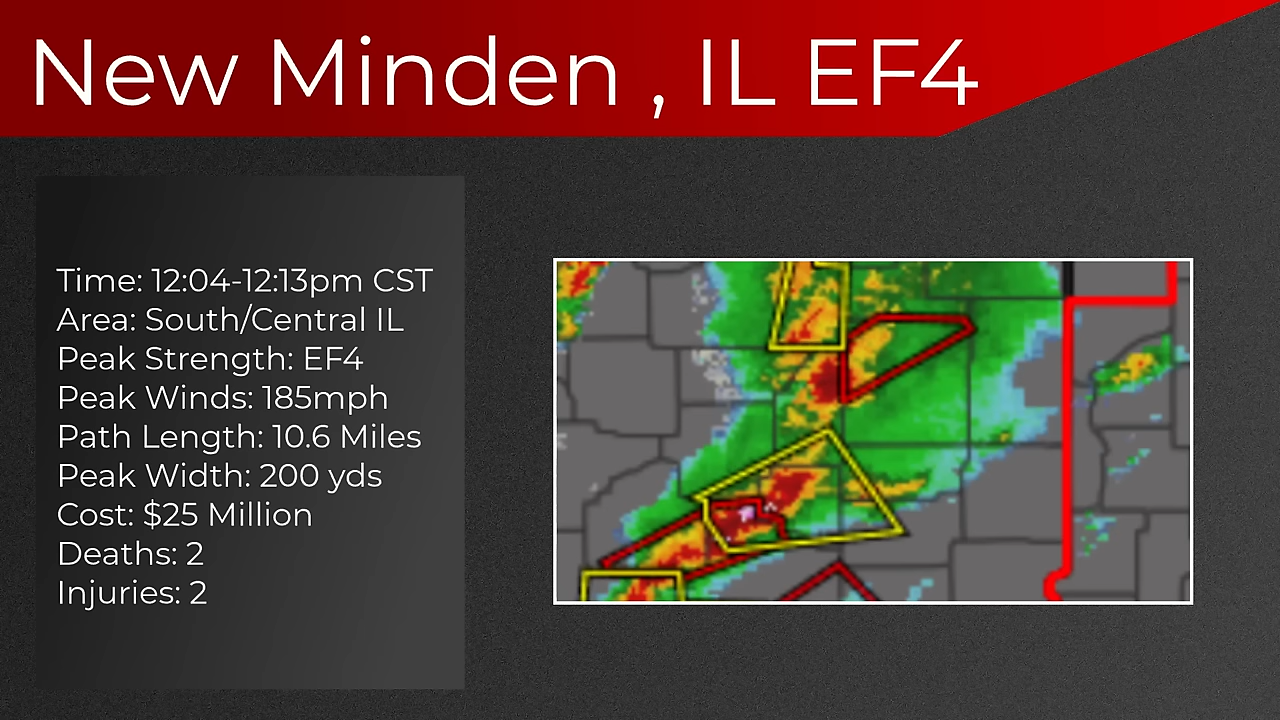 New Minden , IL EF4
Time: 12:04-12:13pm CST
Area: South/Central IL
Peak Strength: EF4
Peak Winds: 185mph
Path Length: 10.6 Miles
Peak Width: 200 yds
Cost: $25 Million
Deaths: 2
Injuries: 2